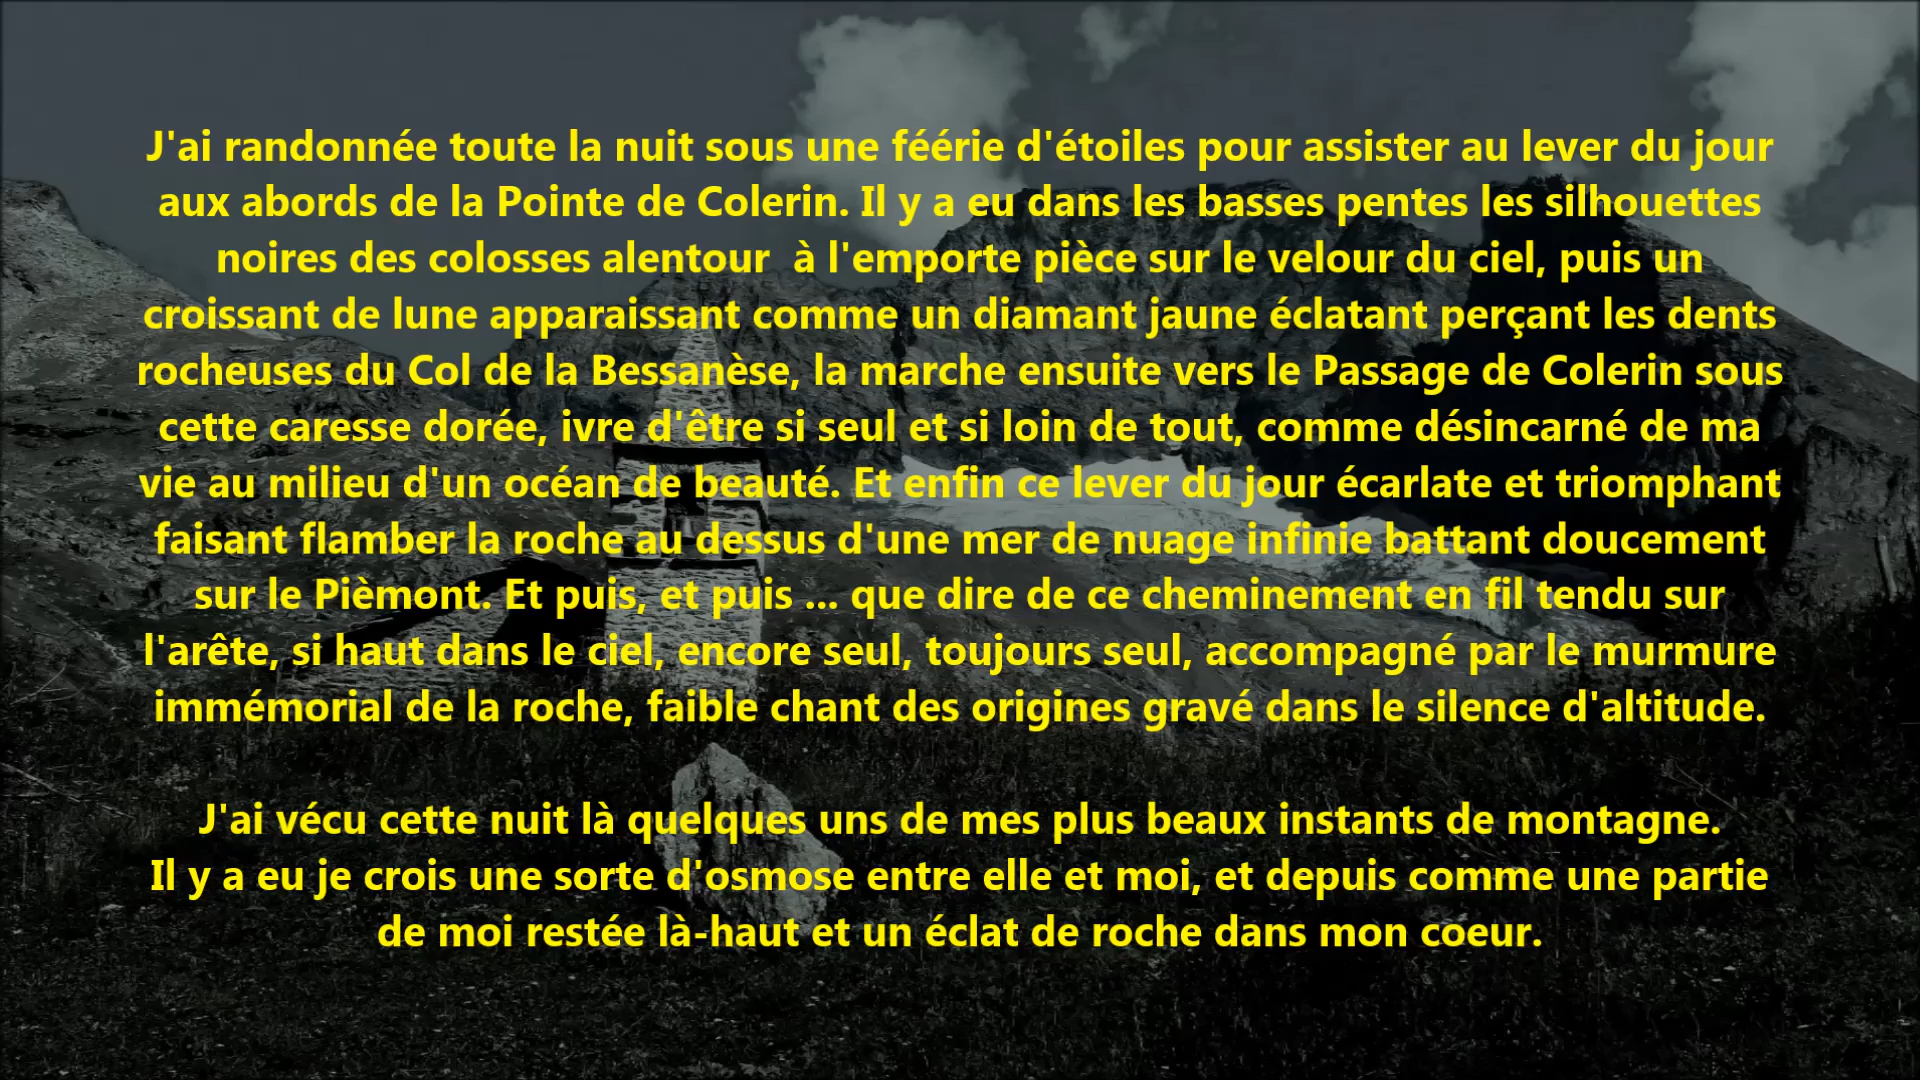 J'ai randonnée toute la nuit sous une féérie d'étoiles pour assister au lever du jour
aux abords de la Pointe de Colerin. Il y a eu dans les basses pentes les silhouettes
noires des colosses alentour  à l'emporte pièce sur le velour du ciel, puis un
croissant de lune apparaissant comme un diamant jaune éclatant perçant les dents
rocheuses du Col de la Bessanèse, la marche ensuite vers le Passage de Colerin sous
cette caresse dorée, ivre d'être si seul et si loin de tout, comme désincarné de ma
vie au milieu d'un océan de beauté. Et enfin ce lever du jour écarlate et triomphant
faisant flamber la roche au dessus d'une mer de nuage infinie battant doucement
sur le Pièmont. Et puis, et puis ... que dire de ce cheminement en fil tendu sur
l'arête, si haut dans le ciel, encore seul, toujours seul, accompagné par le murmure
immémorial de la roche, faible chant des origines gravé dans le silence d'altitude.
J'ai vécu cette nuit là quelques uns de mes plus beaux instants de montagne.
Il y a eu je crois une sorte d'osmose entre elle et moi, et depuis comme une partie
de moi restée là-haut et un éclat de roche dans mon coeur.